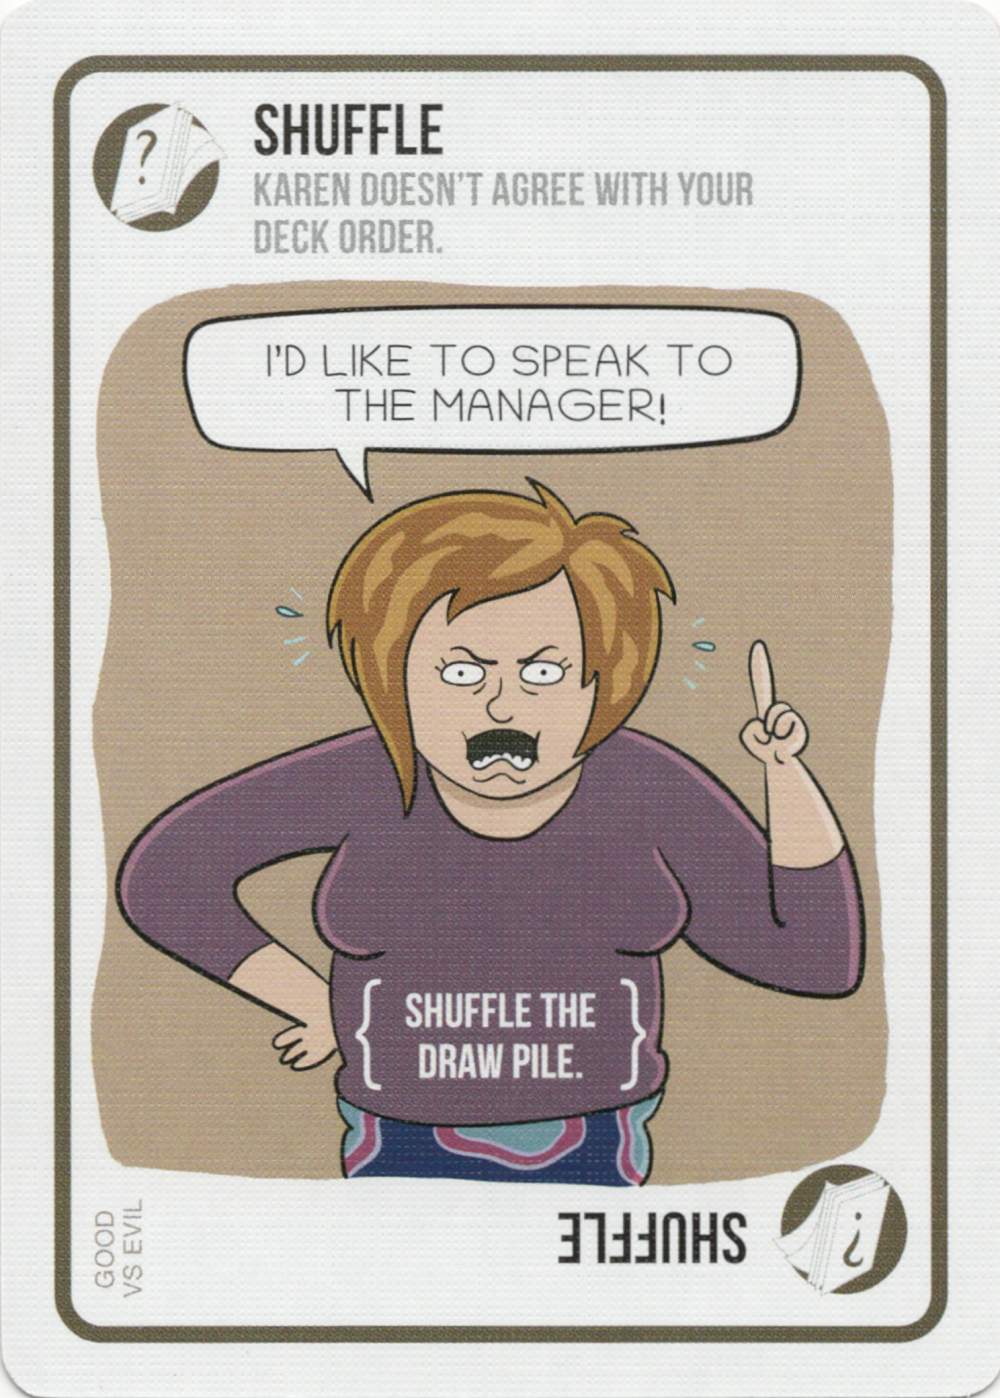 ?
SHUFFLE
KAREN DOESN'T AGREE WITH YOUR
DECK ORDER.
I'D LIKE TO SPEAK TO
THE MANAGER!
{ SHUFFLE THE
DRAW PILE. }
GOOD
VS EVIL
SHUFFLE
?